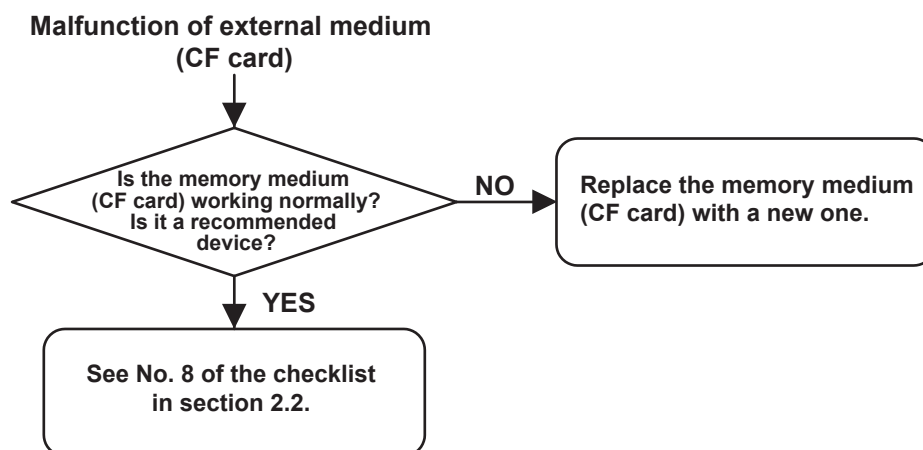 Malfunction of external medium
(CF card)
Is the memory medium
(CF card) working normally?
Is it a recommended
device?
NO
Replace the memory medium
(CF card) with a new one.
YES
See No. 8 of the checklist
in section 2.2.